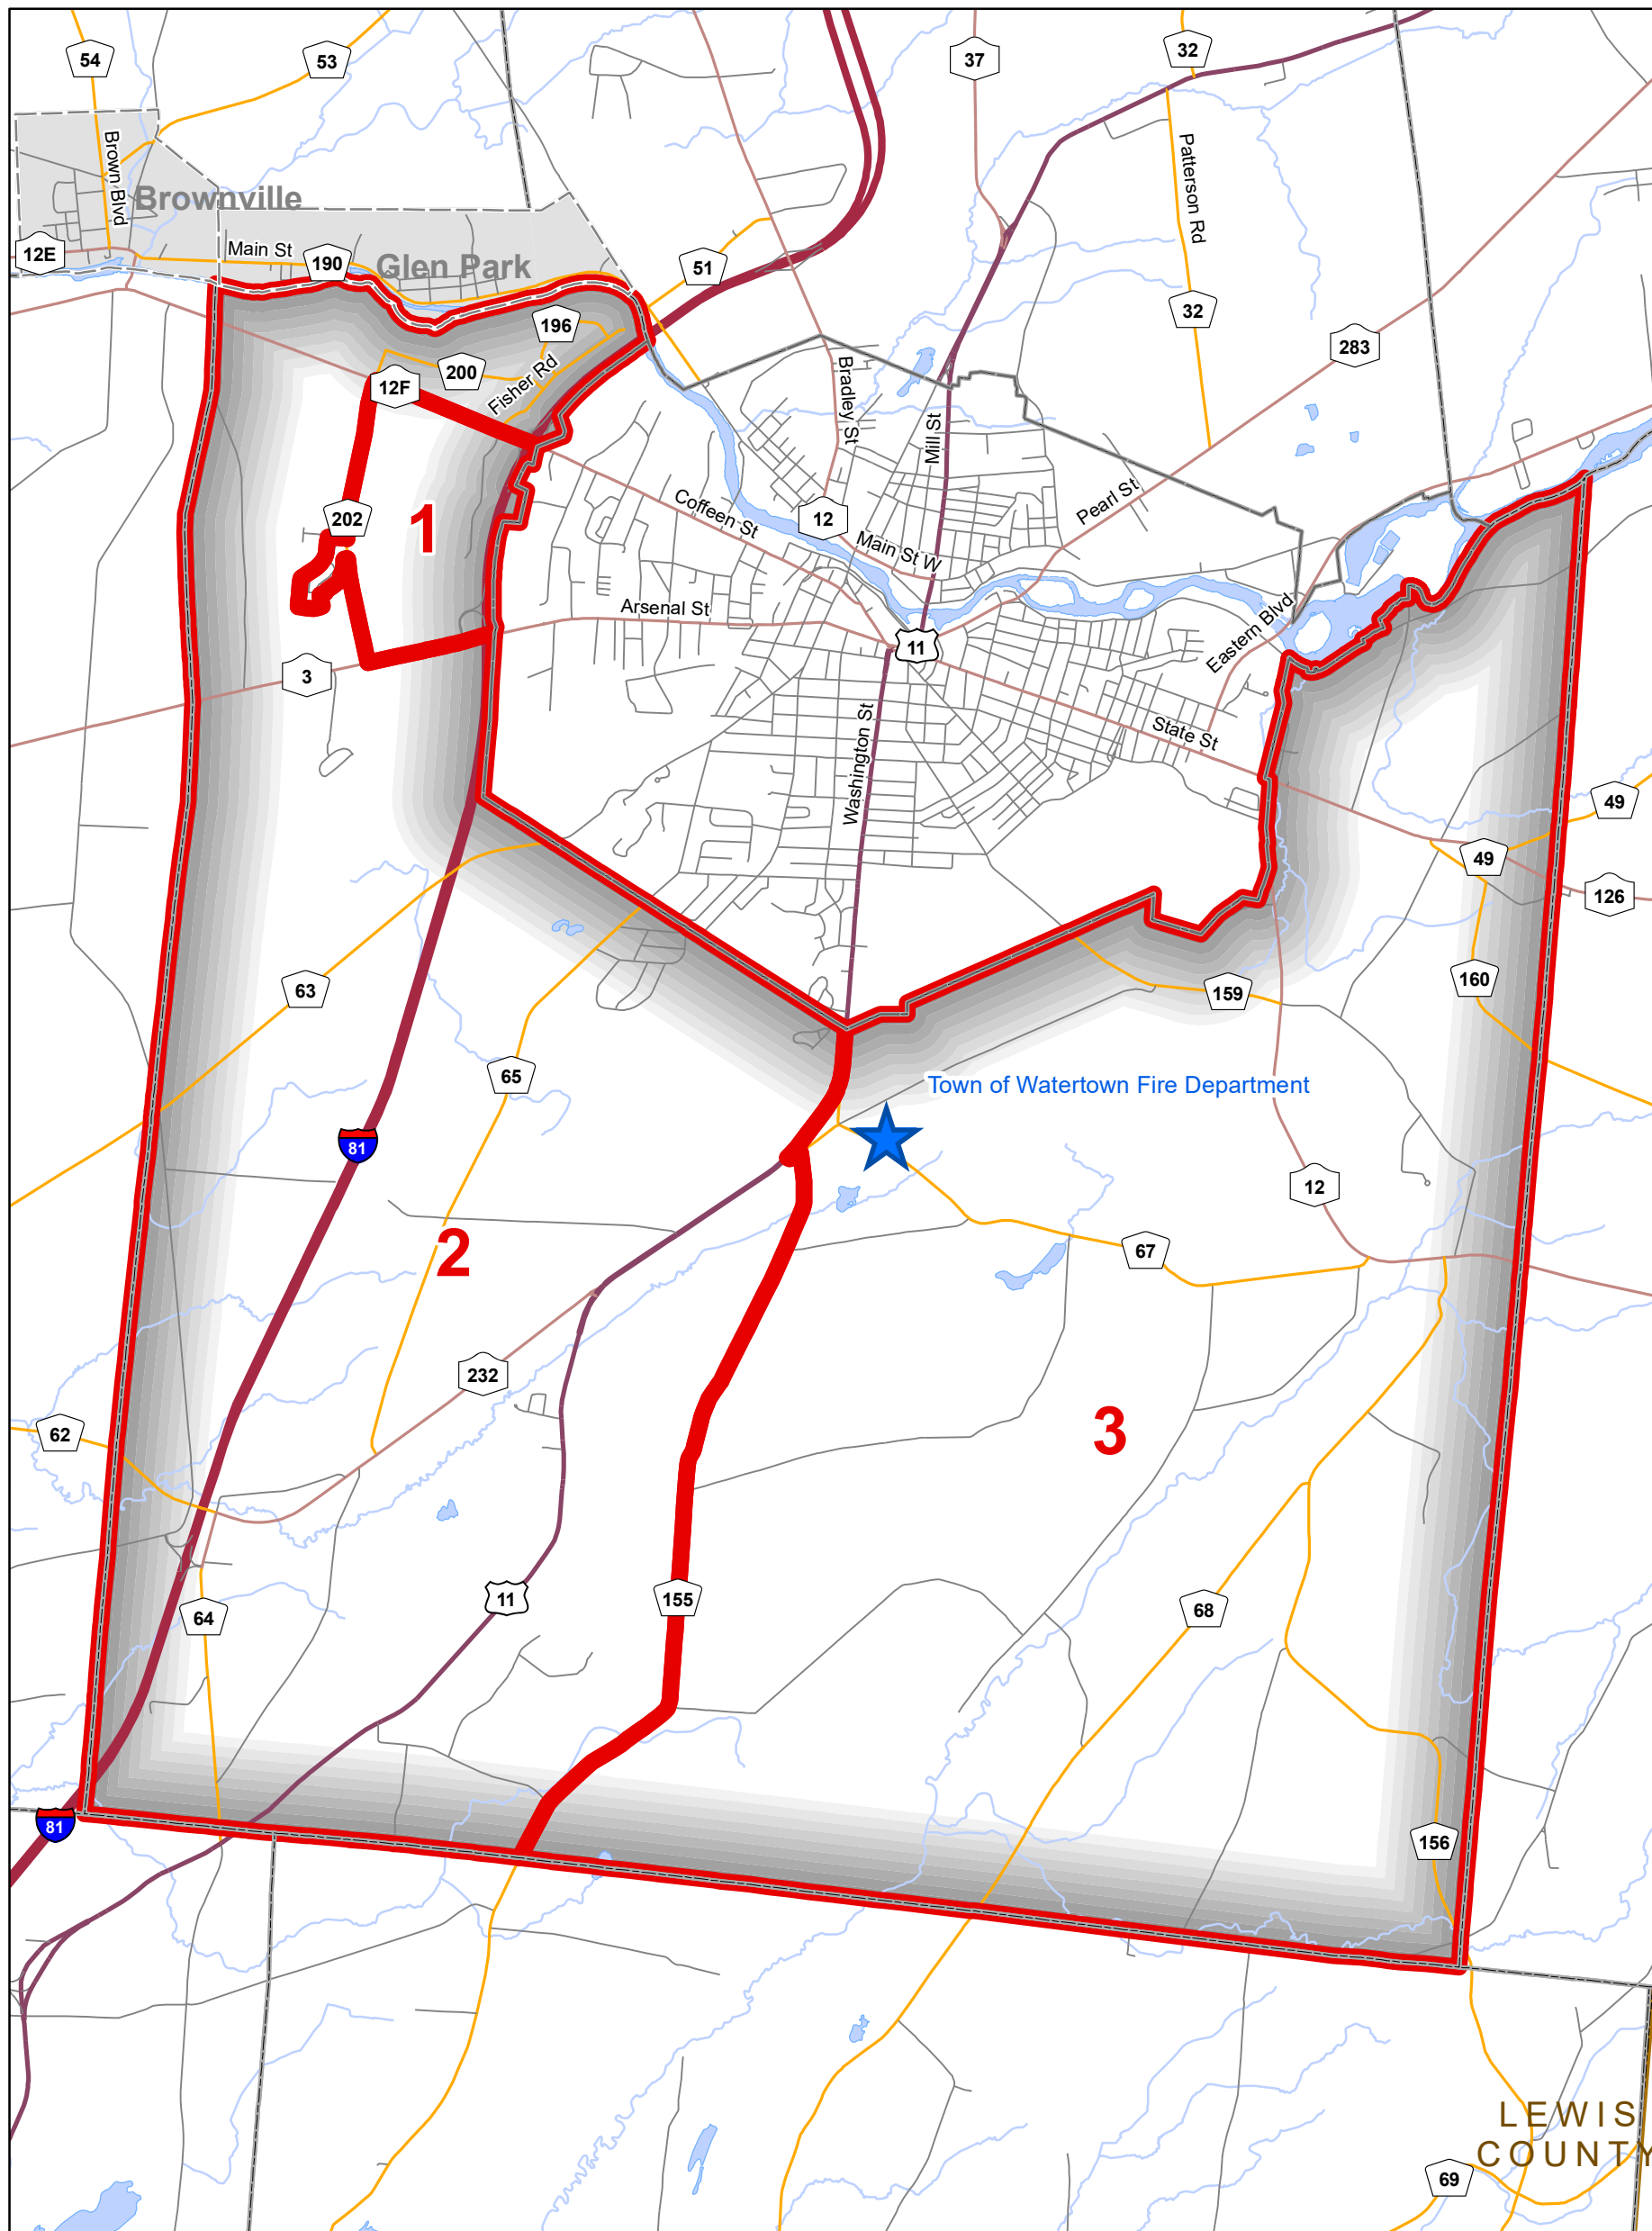 54
53
37
32
Brown Blvd
Patterson Rd
Brownville
12E
Main St
190
Glen Park
51
196
32
283
200
12F
Fisher Rd
Bradley St
Mill St
202
1
Coffeen St
12
Pearl St
Main St W
Arsenal St
Eastern Blvd
11
3
State St
Washington St
49
49
126
63
160
159
65
Town of Watertown Fire Department
81
12
2
67
232
62
3
11
155
68
64
81
156
LEWIS
COUNTY
69